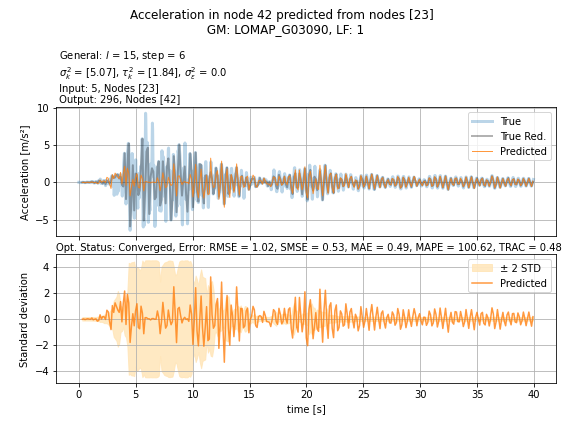 Acceleration in node 42 predicted from nodes [23]
GM: LOMAP_G03090, LF: 1
General: l = 15, step = 6
σ_k² = [5.07], τ_k² = [1.84], σ_ε² = 0.0
Input: 5, Nodes [23]
Output: 296, Nodes [42]
Acceleration [m/s²]
10
5
0
−5
True
True Red.
Predicted
Opt. Status: Converged, Error: RMSE = 1.02, SMSE = 0.53, MAE = 0.49, MAPE = 100.62, TRAC = 0.48
Standard deviation
4
2
0
−2
−4
± 2 STD
Predicted
0 5 10 15 20 25 30 35 40
time [s]